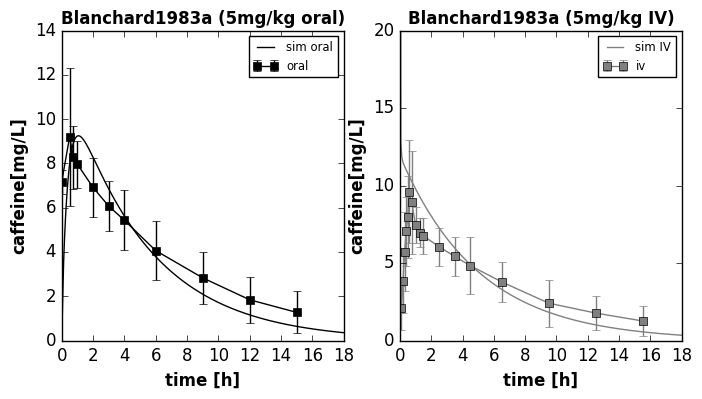 Blanchard1983a (5mg/kg oral)
14
12
10
8
6
4
2
0
caffeine[mg/L]
sim oral
oral
0 2 4 6 8 10 12 14 16 18
time [h]
Blanchard1983a (5mg/kg IV)
20
15
10
5
0
caffeine[mg/L]
sim IV
iv
0 2 4 6 8 10 12 14 16 18
time [h]